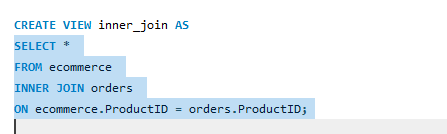 CREATE VIEW inner_join AS
SELECT *
FROM ecommerce
INNER JOIN orders
ON ecommerce.ProductID = orders.ProductID;